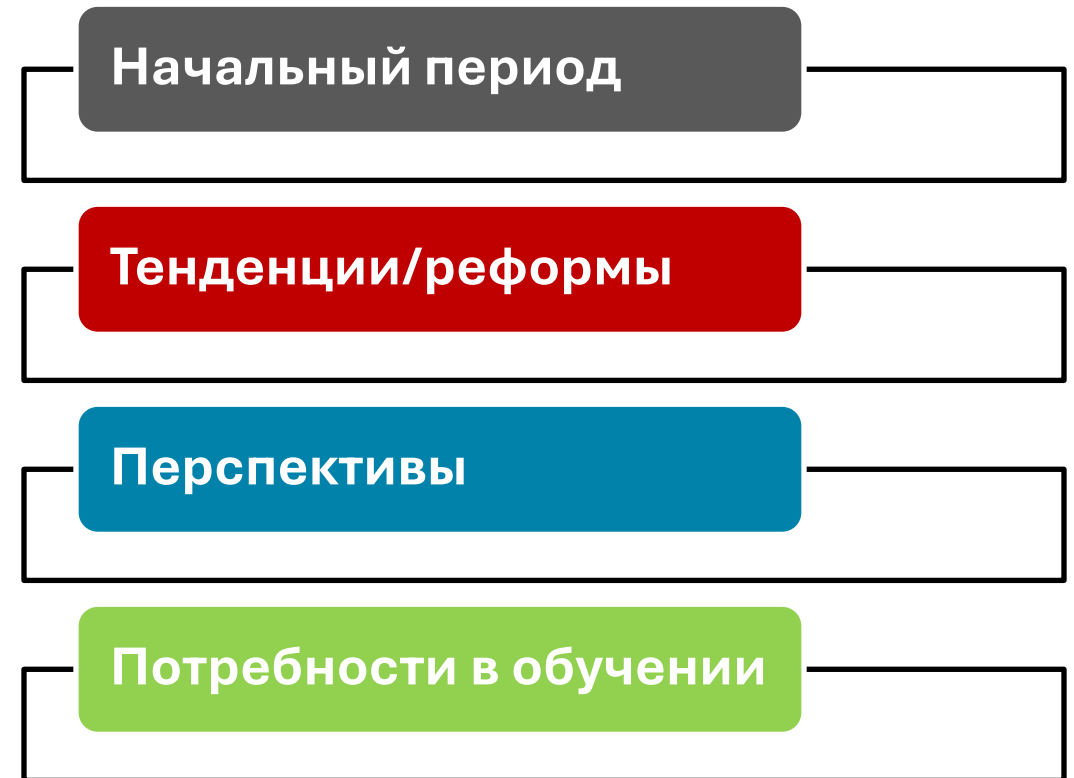 Начальный период
Тенденции/реформы
Перспективы
Потребности в обучении